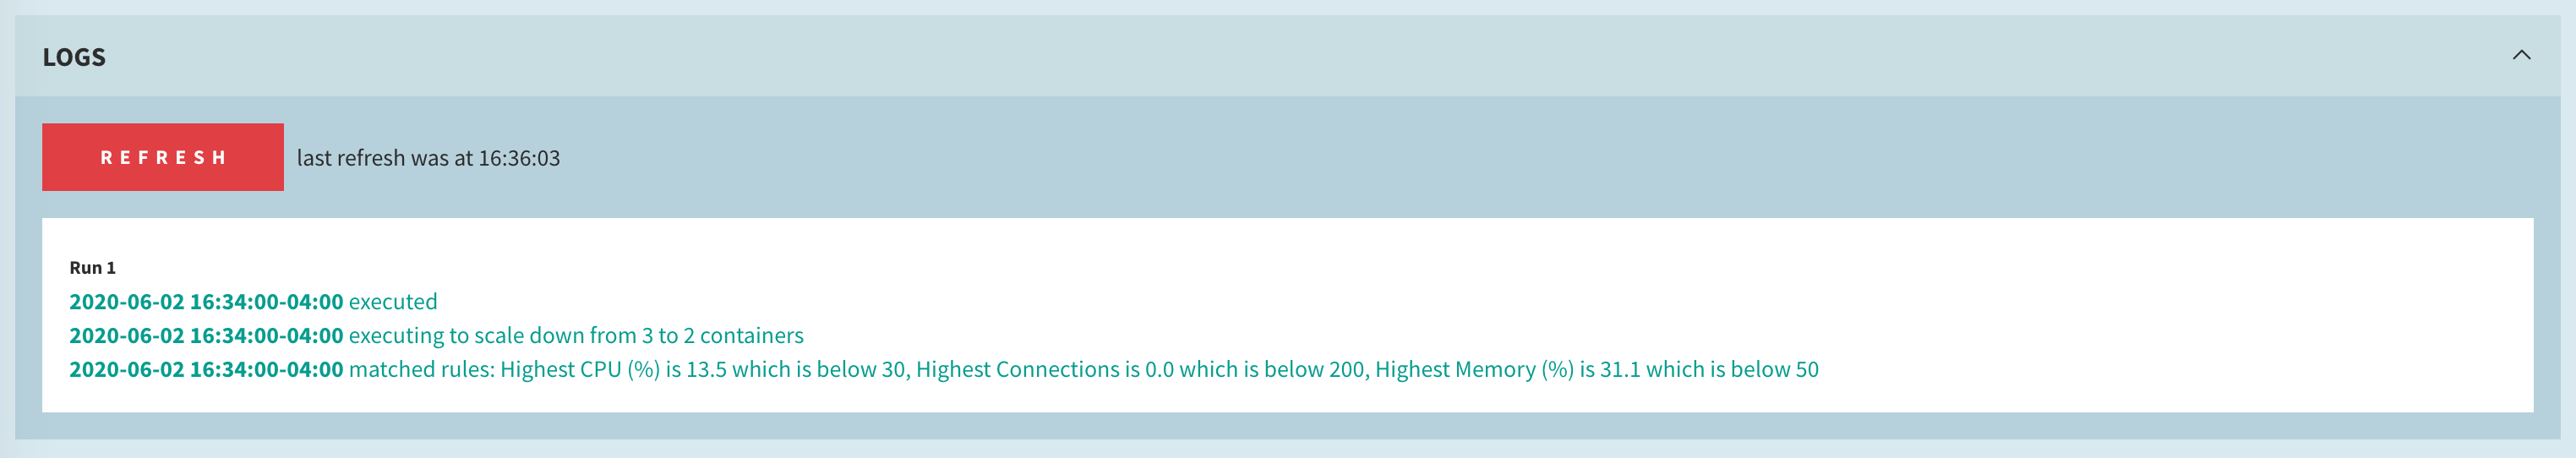 LOGS
REFRESH last refresh was at 16:36:03
Run 1
2020-06-02 16:34:00-04:00 executed
2020-06-02 16:34:00-04:00 executing to scale down from 3 to 2 containers
2020-06-02 16:34:00-04:00 matched rules: Highest CPU (%) is 13.5 which is below 30, Highest Connections is 0.0 which is below 200, Highest Memory (%) is 31.1 which is below 50